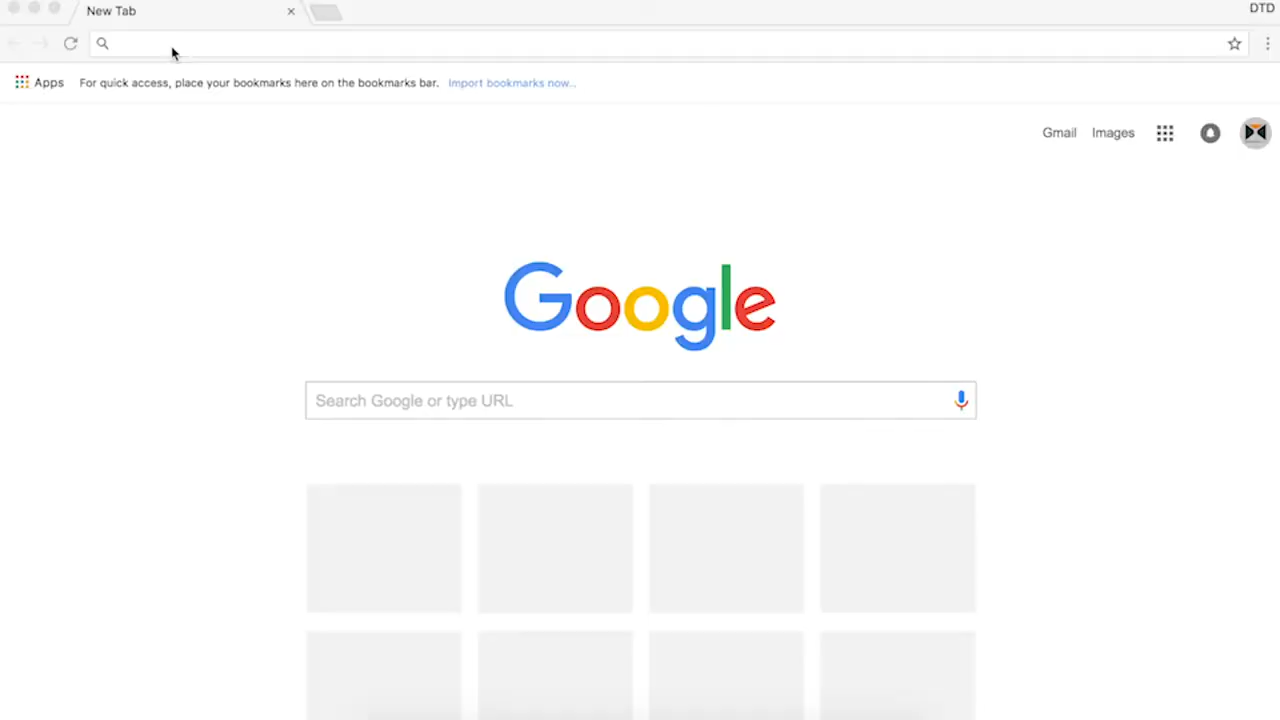 New Tab
DTD
Apps For quick access, place your bookmarks here on the bookmarks bar. Import bookmarks now...
Gmail Images
Google
Search Google or type URL